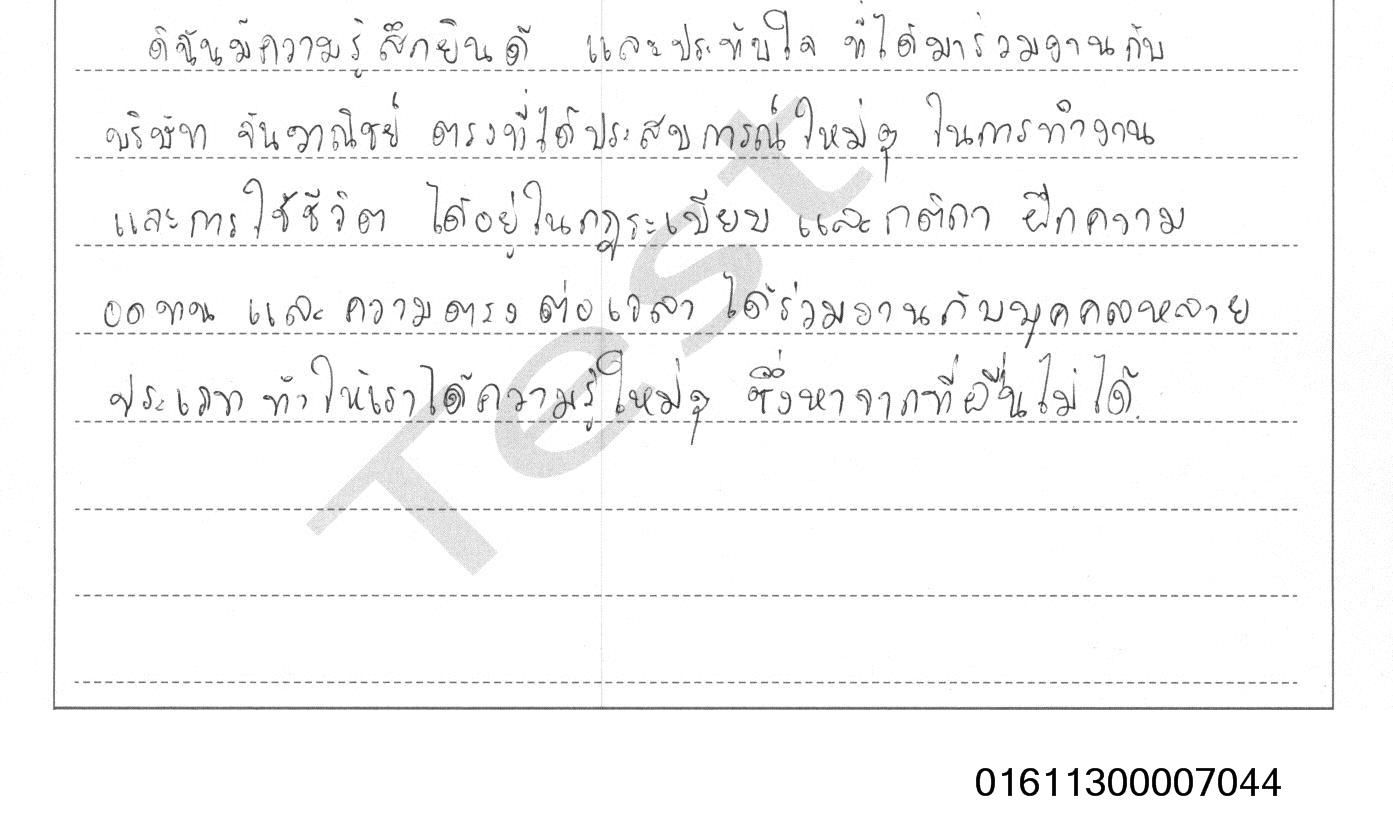 ดิฉันมีความรู้สึกยินดี และประทับใจ ที่ได้มาร่วมงานกับ
บริษัท จันวาณิชย์ ตรงที่ได้ประสบการณ์ใหม่ๆ ในการทำงาน
และการใช้ชีวิต ได้อยู่ในกฎระเบียบ และกติกา ฝึกความ
อดทน และความตรงต่อเวลา ได้ร่วมงานกับบุคคลหลาย
ประเภท ทำให้เราได้ความรู้ใหม่ๆ ซึ่งหาจากที่อื่นไม่ได้.
Test
01611300007044